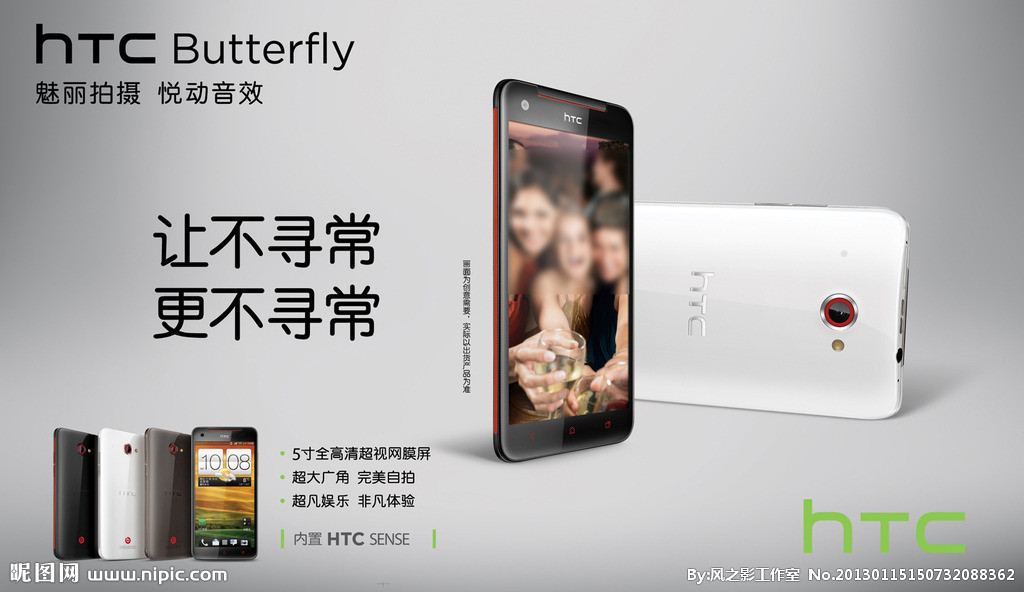 hTC Butterfly
魅丽拍摄 悦动音效
让不寻常
更不寻常
画面为创意需要，实际以出货产品为准
hTC
hTC
10:08
5寸全高清超视网膜屏
超大广角 完美自拍
超凡娱乐 非凡体验
内置 HTC SENSE
hTC
昵图网 www.nipic.com
By:风之影工作室 No.20130115150732088362